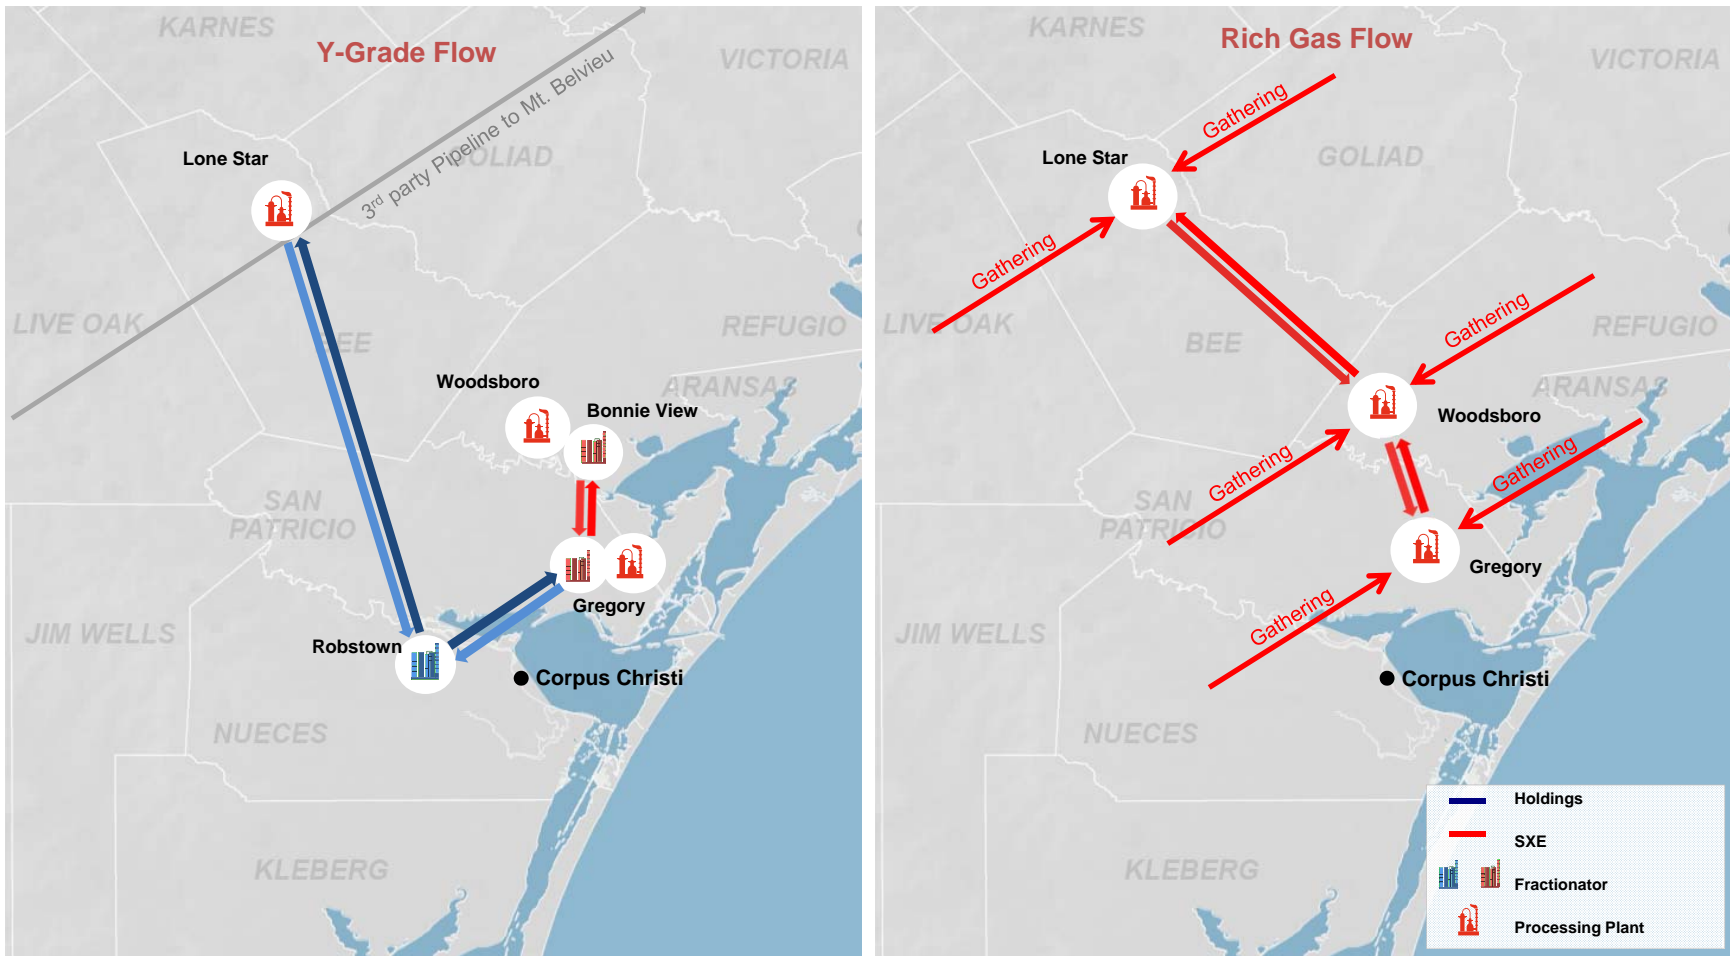 Y-Grade Flow
KARNES
VICTORIA
3rd party Pipeline to Mt. Belvieu
GOLIAD
Lone Star
LIVE OAK
BEE
REFUGIO
Woodsboro
ARANSAS
Bonnie View
SAN
PATRICIO
Gregory
JIM WELLS
Robstown
Corpus Christi
NUECES
KLEBERG
Rich Gas Flow
KARNES
VICTORIA
Gathering
Lone Star
GOLIAD
Gathering
LIVE OAK
BEE
Gathering
REFUGIO
ARANSAS
Woodsboro
Gathering
Gathering
SAN
PATRICIO
Gregory
Gathering
JIM WELLS
Corpus Christi
NUECES
KLEBERG
Holdings
SXE
Fractionator
Processing Plant